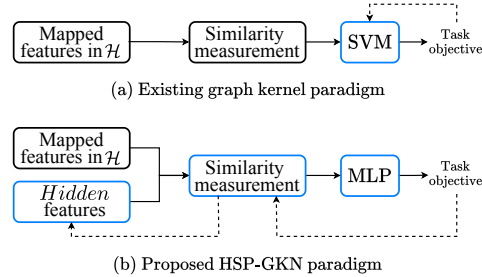 Mapped
features in ℋ
Similarity
measurement
SVM
Task
objective
(a) Existing graph kernel paradigm
Mapped
features in ℋ
Hidden
features
Similarity
measurement
MLP
Task
objective
(b) Proposed HSP-GKN paradigm